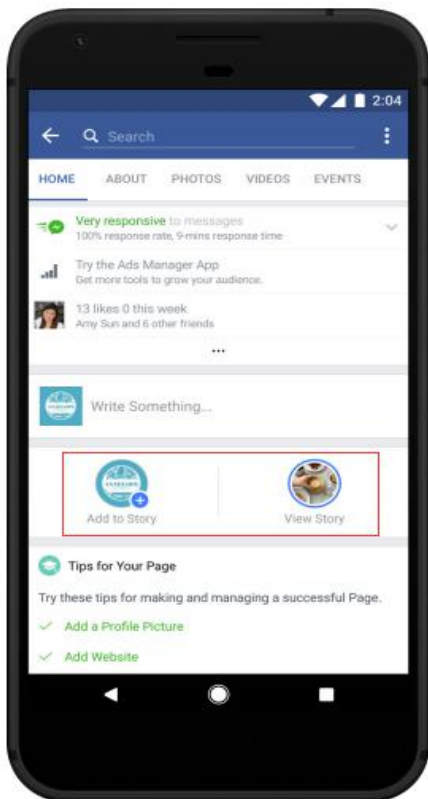 2:04
Search
HOME ABOUT PHOTOS VIDEOS EVENTS
Very responsive to messages
100% response rate, 9-mins response time
Try the Ads Manager App
Get more tools to grow your audience.
13 likes 0 this week
Amy Sun and 6 other friends
...
Write Something...
Add to Story View Story
Tips for Your Page
Try these tips for making and managing a successful Page.
Add a Profile Picture
Add Website